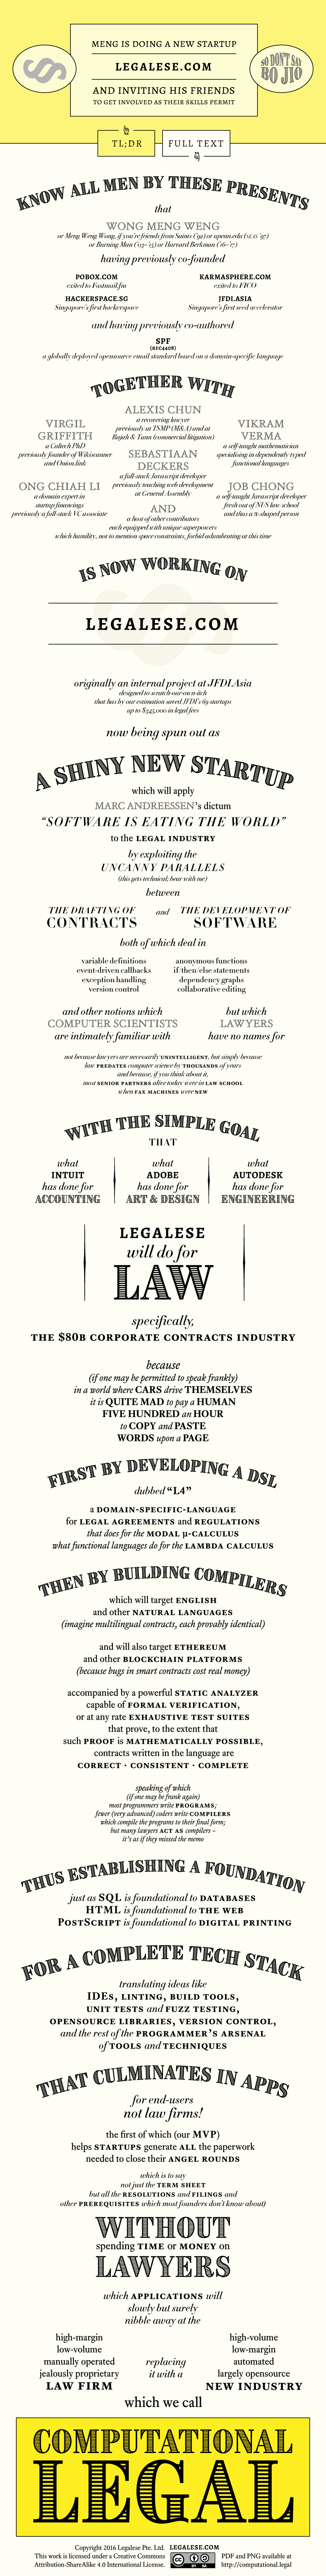 MENG IS DOING A NEW STARTUP
LEGALESE.COM
AND INVITING HIS FRIENDS
TO GET INVOLVED AS THEIR SKILLS PERMIT
SO DON'T SAY
BO JIO
TL;DR
FULL TEXT
KNOW ALL MEN BY THESE PRESENTS
that
WONG MENG WENG
or Meng Weng Wong, if you're friends from Saints
or Burning Man
or Harvard Berkman
having previously co-founded
POBOX.COM
exited to Fastmail.fm
KARMASPHERE.COM
exited to FICO
HACKERSPACE.SG
Singapore's first hackerspace
JFDI.ASIA
Singapore's first seed accelerator
and having previously co-authored
SPF
(RFC4408)
a globally deployed opensource email standard based on a domain-specific language
TOGETHER WITH
ALEXIS CHUN
a recovering lawyer
previously at TSMP (M&A) and at
Rajah & Tann (commercial litigation)
VIRGIL
GRIFFITH
a Caltech PhD
previously founder of Wikiscanner
and Onion.link
VIKRAM
VERMA
a self-taught mathematician
specialising in dependently typed
functional languages
SEBASTIAAN
DECKERS
a full-stack Javascript developer
previously teaching web development
at General Assembly
ONG CHIAH LI
a domain expert in
startup financings
previously a full-stack VC associate
JOB CHONG
a self-taught Javascript developer
fresh out of NUS law school
and thus a π-shaped person
AND
a host of other contributors
each equipped with unique superpowers
which humility, not to mention space constraints, forbid adumbrating at this time
IS NOW WORKING ON
LEGALESE.COM
originally an internal project at JFDI.Asia
designed to scratch-our-own-itch
that has by our estimation saved JFDI's 69 startups
up to $345,000 in legal fees
now being spun out as
A SHINY NEW STARTUP
which will apply
MARC ANDREESSEN's dictum
"SOFTWARE IS EATING THE WORLD"
to the LEGAL INDUSTRY
by exploiting the
UNCANNY PARALLELS
(this gets technical; bear with me)
between
THE DRAFTING OF
CONTRACTS
and
THE DEVELOPMENT OF
SOFTWARE
both of which deal in
variable definitions
event-driven callbacks
exception handling
version control
anonymous functions
if/then/else statements
dependency graphs
collaborative editing
and other notions which
COMPUTER SCIENTISTS
are intimately familiar with
but which
LAWYERS
have no names for
not because lawyers are necessarily UNINTELLIGENT, but simply because
law PREDATES computer science by THOUSANDS of years
and because, if you think about it,
most SENIOR PARTNERS alive today were in LAW SCHOOL
when FAX MACHINES were NEW
WITH THE SIMPLE GOAL
THAT
what
INTUIT
has done for
ACCOUNTING
what
ADOBE
has done for
ART & DESIGN
what
AUTODESK
has done for
ENGINEERING
LEGALESE
will do for
LAW
specifically,
THE $80B CORPORATE CONTRACTS INDUSTRY
because
(if one may be permitted to speak frankly)
in a world where CARS drive THEMSELVES
it is QUITE MAD to pay a HUMAN
FIVE HUNDRED an HOUR
to COPY and PASTE
WORDS upon a PAGE
FIRST BY DEVELOPING A DSL
dubbed "L4"
a DOMAIN-SPECIFIC-LANGUAGE
for LEGAL AGREEMENTS and REGULATIONS
that does for the MODAL μ-CALCULUS
what functional languages do for the LAMBDA CALCULUS
THEN BY BUILDING COMPILERS
which will target ENGLISH
and other NATURAL LANGUAGES
(imagine multilingual contracts, each provably identical)
and will also target ETHEREUM
and other BLOCKCHAIN PLATFORMS
(because bugs in smart contracts cost real money)
accompanied by a powerful STATIC ANALYZER
capable of FORMAL VERIFICATION,
or at any rate EXHAUSTIVE TEST SUITES
that prove, to the extent that
such PROOF is MATHEMATICALLY POSSIBLE,
contracts written in the language are
CORRECT · CONSISTENT · COMPLETE
speaking of which
(if one may be frank again)
most programmers write PROGRAMS;
fewer (very advanced) coders write COMPILERS
which compile the programs to their final form;
but many lawyers ACT AS compilers –
it's as if they missed the memo
THUS ESTABLISHING A FOUNDATION
just as SQL is foundational to DATABASES
HTML is foundational to THE WEB
POSTSCRIPT is foundational to DIGITAL PRINTING
FOR A COMPLETE TECH STACK
translating ideas like
IDES, LINTING, BUILD TOOLS,
UNIT TESTS and FUZZ TESTING,
OPENSOURCE LIBRARIES, VERSION CONTROL,
and the rest of the PROGRAMMER'S ARSENAL
of TOOLS and TECHNIQUES
THAT CULMINATES IN APPS
for end-users
not law firms!
the first of which (our MVP)
helps STARTUPS generate ALL the paperwork
needed to close their ANGEL ROUNDS
which is to say
not just the TERM SHEET
but all the RESOLUTIONS and FILINGS and
other PREREQUISITES which most founders don't know about)
WITHOUT
spending TIME or MONEY on
LAWYERS
which APPLICATIONS will
slowly but surely
nibble away at the
high-margin
low-volume
manually operated
jealously proprietary
LAW FIRM
replacing
it with a
high-volume
low-margin
automated
largely opensource
NEW INDUSTRY
which we call
COMPUTATIONAL
LEGAL
Copyright 2016 Legalese Pte. Ltd. LEGALESE.COM
This work is licensed under a Creative Commons
Attribution-ShareAlike 4.0 International License.
CC BY SA
PDF and PNG available at
http://computational.legal